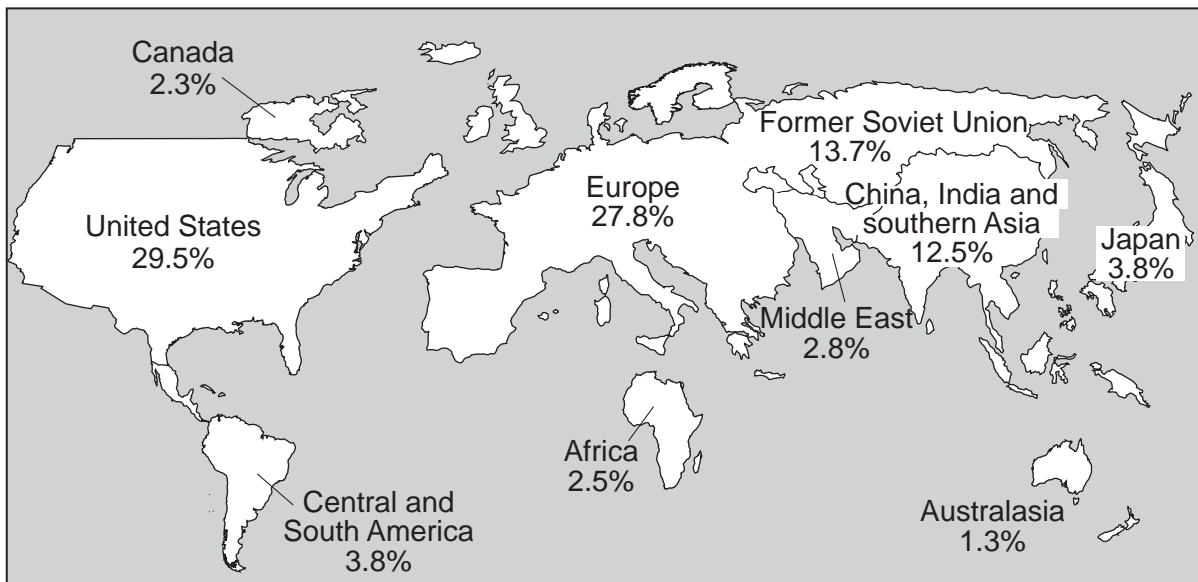 Canada
2.3%
Former Soviet Union
13.7%
United States
29.5%
Europe
27.8%
China, India and
southern Asia
12.5%
Japan
3.8%
Middle East
2.8%
Africa
2.5%
Central and
South America
3.8%
Australasia
1.3%